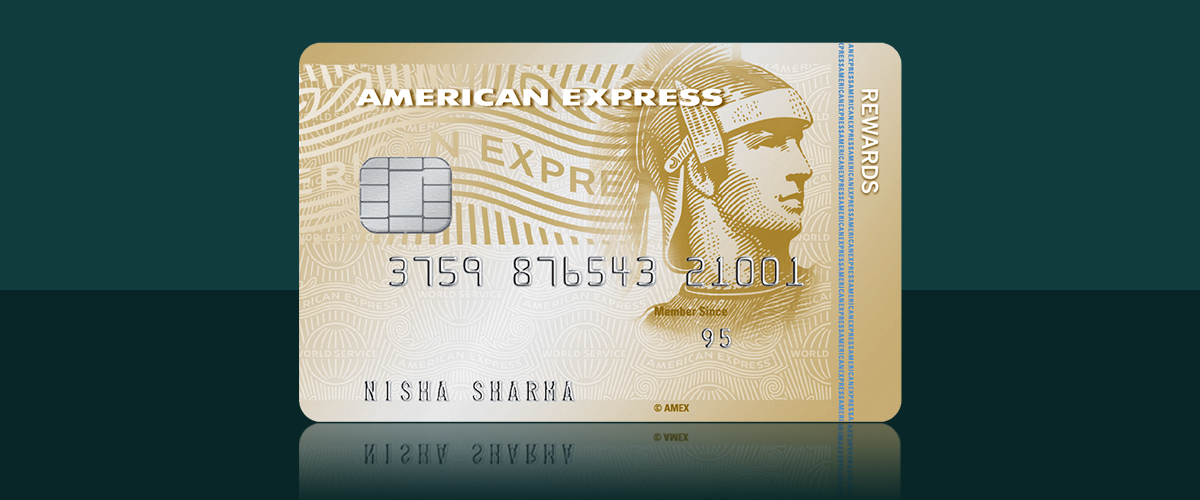 AMERICAN EXPRESS
REWARDS
3759 876543 21001
Member Since
95
NISHA SHARMA
© AMEX